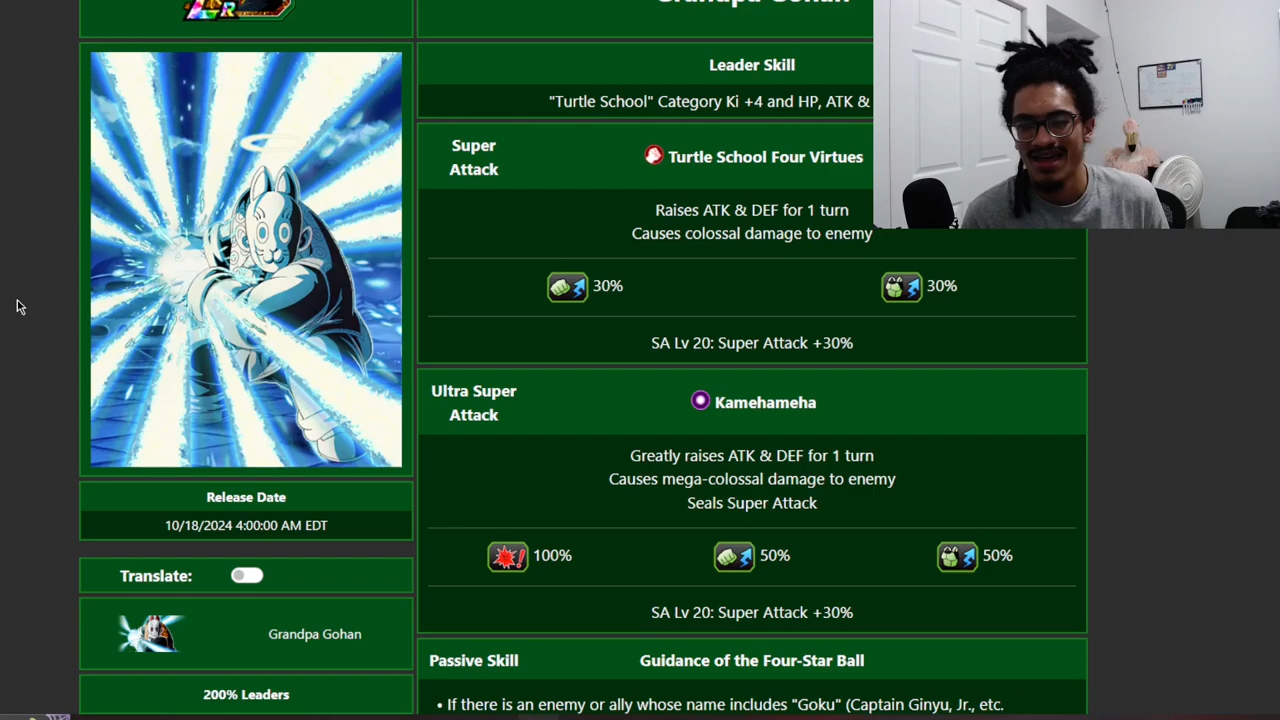 Grandpa Gohan
Leader Skill
"Turtle School" Category Ki +4 and HP, ATK &
Super
Attack
Turtle School Four Virtues
Raises ATK & DEF for 1 turn
Causes colossal damage to enemy
30%
30%
SA Lv 20: Super Attack +30%
Ultra Super
Attack
Kamehameha
Greatly raises ATK & DEF for 1 turn
Causes mega-colossal damage to enemy
Seals Super Attack
100%
50%
50%
SA Lv 20: Super Attack +30%
Passive Skill
Guidance of the Four-Star Ball
• If there is an enemy or ally whose name includes "Goku" (Captain Ginyu, Jr., etc.
Release Date
10/18/2024 4:00:00 AM EDT
Translate:
Grandpa Gohan
200% Leaders